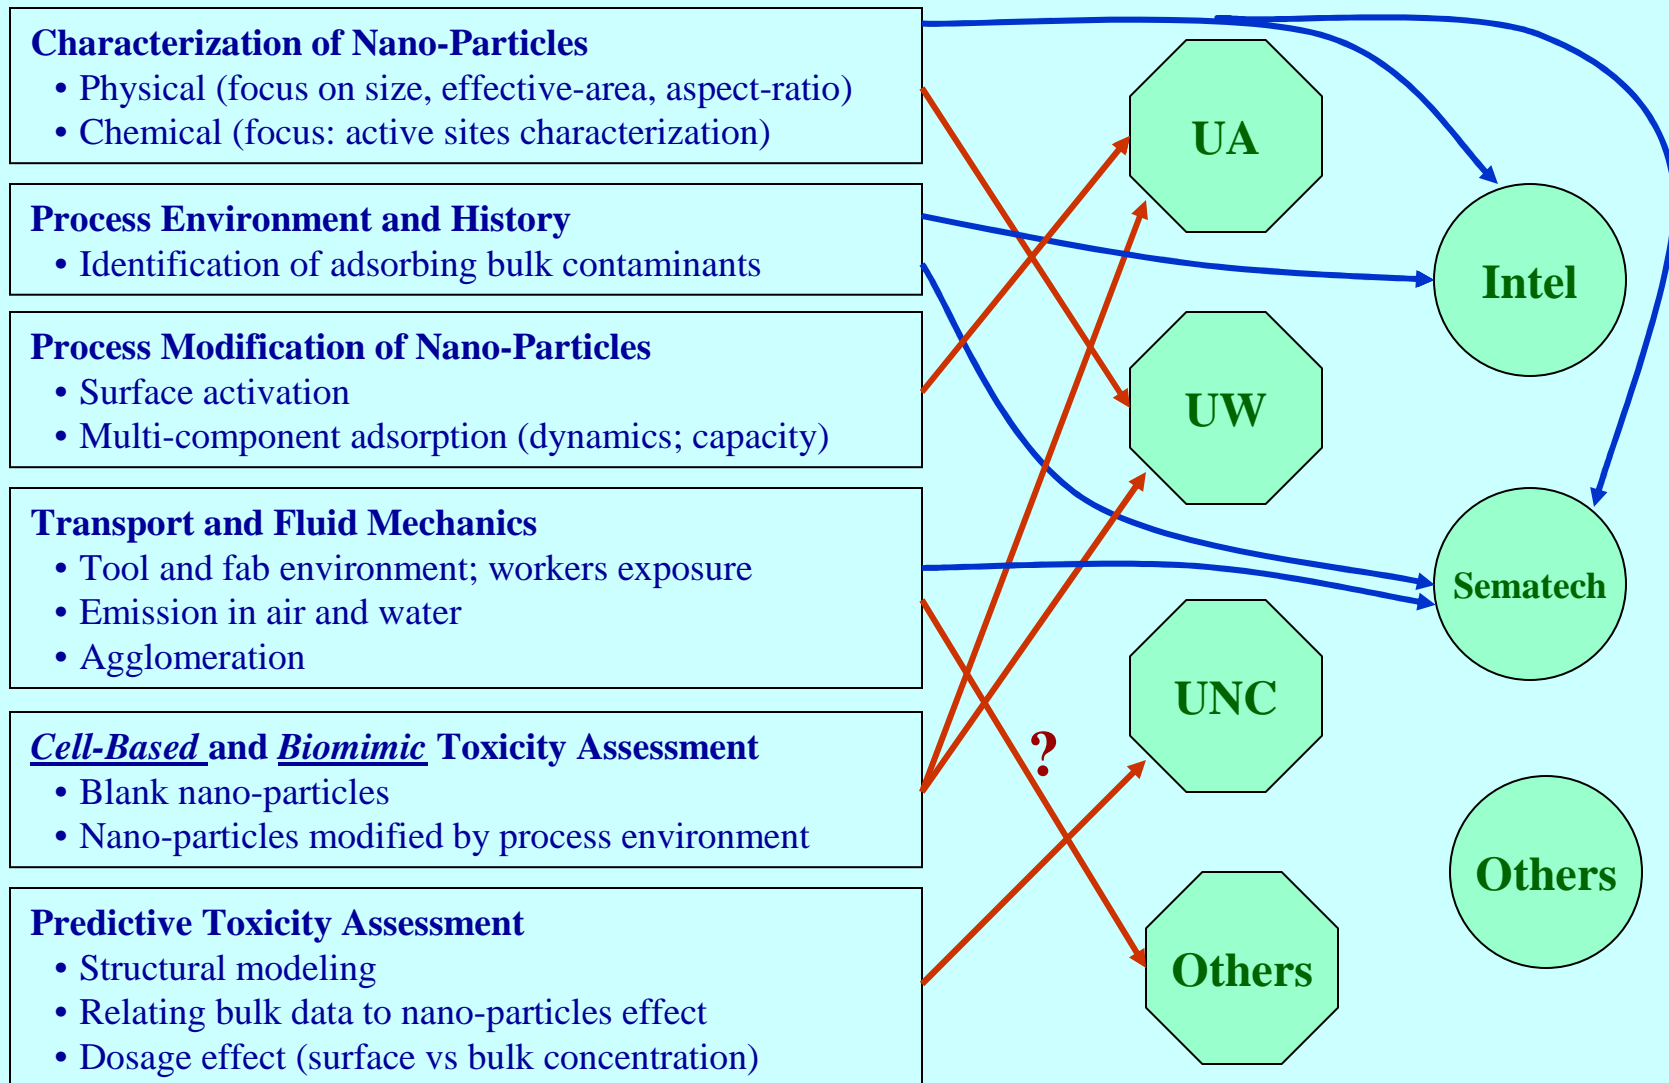 Characterization of Nano-Particles
• Physical (focus on size, effective-area, aspect-ratio)
• Chemical (focus: active sites characterization)
Process Environment and History
• Identification of adsorbing bulk contaminants
Process Modification of Nano-Particles
• Surface activation
• Multi-component adsorption (dynamics; capacity)
Transport and Fluid Mechanics
• Tool and fab environment; workers exposure
• Emission in air and water
• Agglomeration
Cell-Based and Biomimic Toxicity Assessment
• Blank nano-particles
• Nano-particles modified by process environment
Predictive Toxicity Assessment
• Structural modeling
• Relating bulk data to nano-particles effect
• Dosage effect (surface vs bulk concentration)
UA
UW
UNC
?
Others
Intel
Sematech
Others